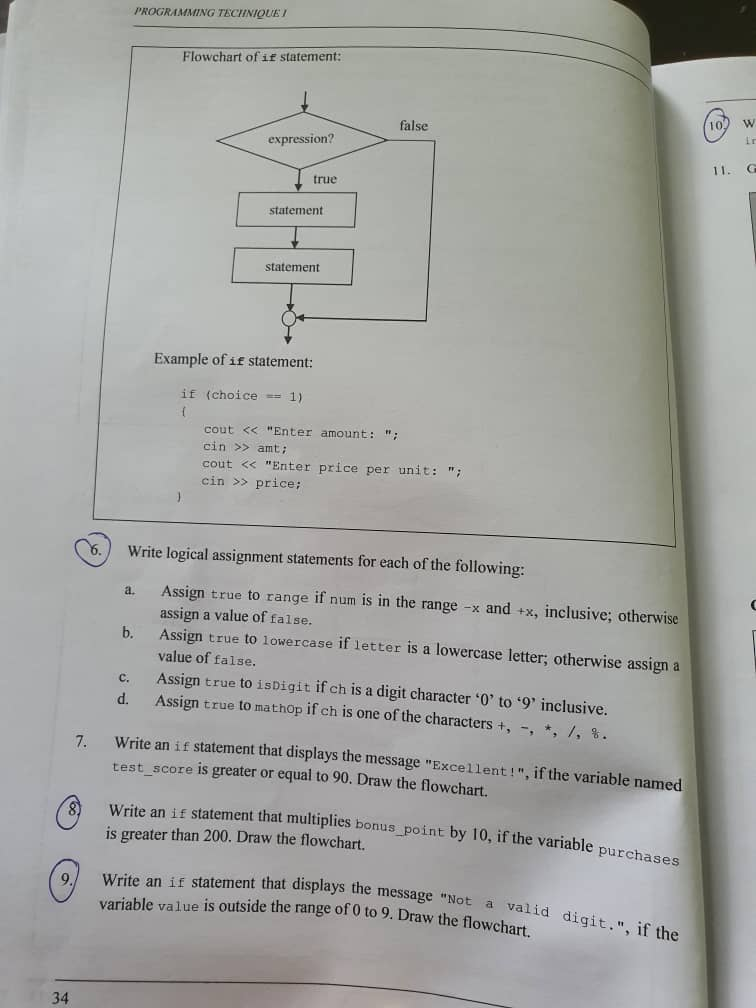 PROGRAMMING TECHNIQUE I
Flowchart of if statement:
expression?
false
true
statement
statement
Example of if statement:
if (choice == 1)
{
cout << "Enter amount: ";
cin >> amt;
cout << "Enter price per unit: ";
cin >> price;
}
6. Write logical assignment statements for each of the following:
a. Assign true to range if num is in the range -x and +x, inclusive; otherwise
assign a value of false.
b. Assign true to lowercase if letter is a lowercase letter; otherwise assign a
value of false.
c. Assign true to isDigit if ch is a digit character ‘0’ to ‘9’ inclusive.
d. Assign true to mathOp if ch is one of the characters +, -, *, /, %.
7. Write an if statement that displays the message "Excellent!", if the variable named
test_score is greater or equal to 90. Draw the flowchart.
8. Write an if statement that multiplies bonus_point by 10, if the variable purchases
is greater than 200. Draw the flowchart.
9. Write an if statement that displays the message "Not a valid digit.", if the
variable value is outside the range of 0 to 9. Draw the flowchart.
34
10. W
11. G